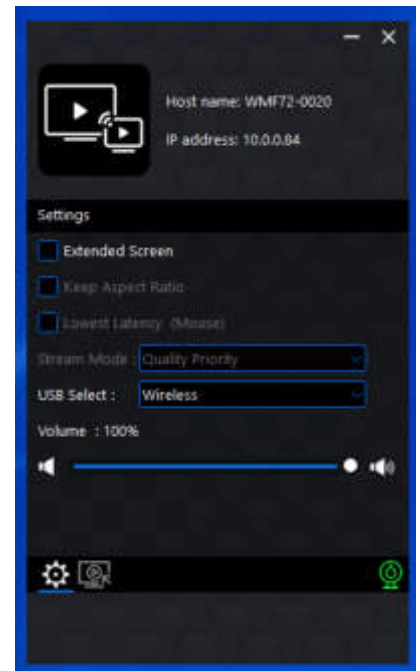 Host name: WMF72-0020
IP address: 10.0.0.84
Settings
Extended Screen
Keep Aspect Ratio
Lowest Latency (Mouse)
Stream Mode : Quality Priority
USB Select : Wireless
Volume : 100%